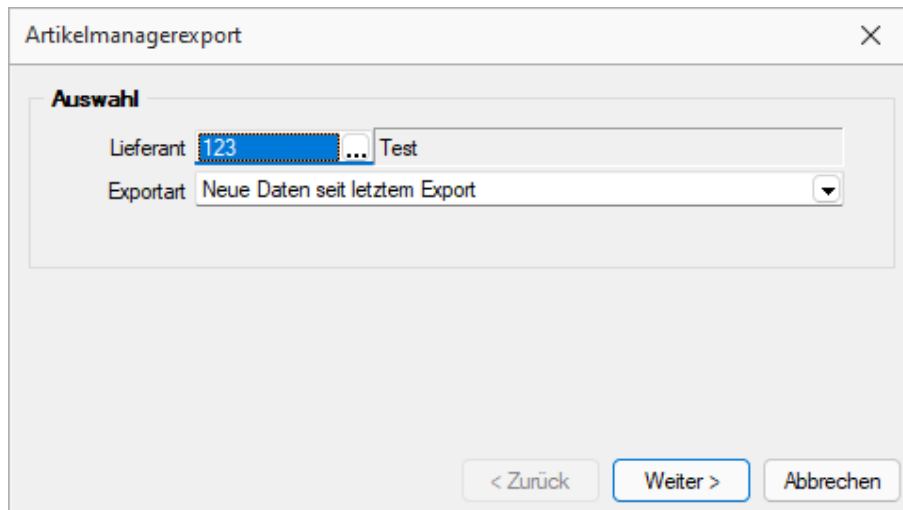 Artikelmanagerexport
Auswahl
Lieferant 123 ... Test
Exportart Neue Daten seit letztem Export
< Zurück Weiter > Abbrechen